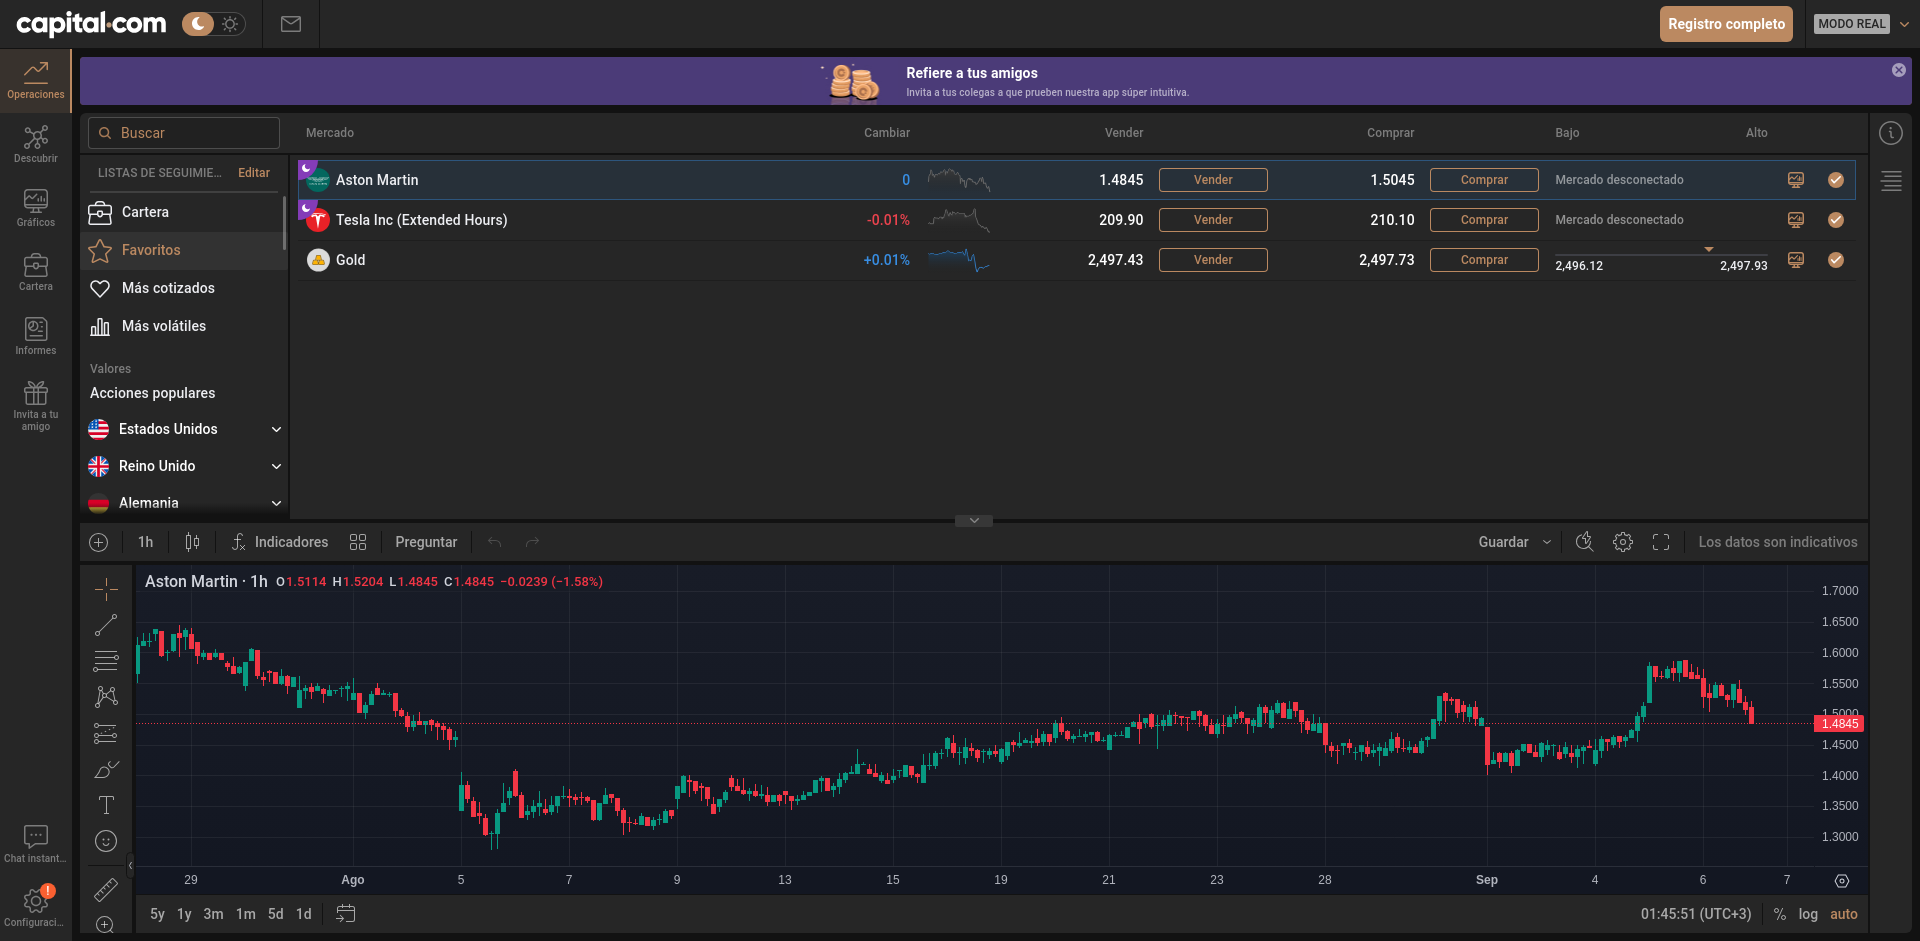 capital.com
Registro completo
MODO REAL
Operaciones
Descubrir
Gráficos
Cartera
Informes
Invita a tu
amigo
Chat instant...
Configuraci...
Refiere a tus amigos
Invita a tus colegas a que prueben nuestra app súper intuitiva.
Buscar
LISTAS DE SEGUIMIE...
Editar
Cartera
Favoritos
Más cotizados
Más volátiles
Valores
Acciones populares
Estados Unidos
Reino Unido
Alemania
Mercado Cambiar Vender Comprar Bajo Alto
Aston Martin 0 1.4845 Vender 1.5045 Comprar Mercado desconectado
Tesla Inc (Extended Hours) -0.01% 209.90 Vender 210.10 Comprar Mercado desconectado
Gold +0.01% 2,497.43 Vender 2,497.73 Comprar 2,496.12 2,497.93
1h Indicadores Preguntar Guardar Los datos son indicativos
Aston Martin · 1h O1.5114 H1.5204 L1.4845 C1.4845 −0.0239 (−1.58%)
1.7000
1.6500
1.6000
1.5500
1.5000
1.4845
1.4500
1.4000
1.3500
1.3000
29 Ago 5 7 9 13 15 19 21 23 28 Sep 4 6 7
5y 1y 3m 1m 5d 1d 01:45:51 (UTC+3) % log auto